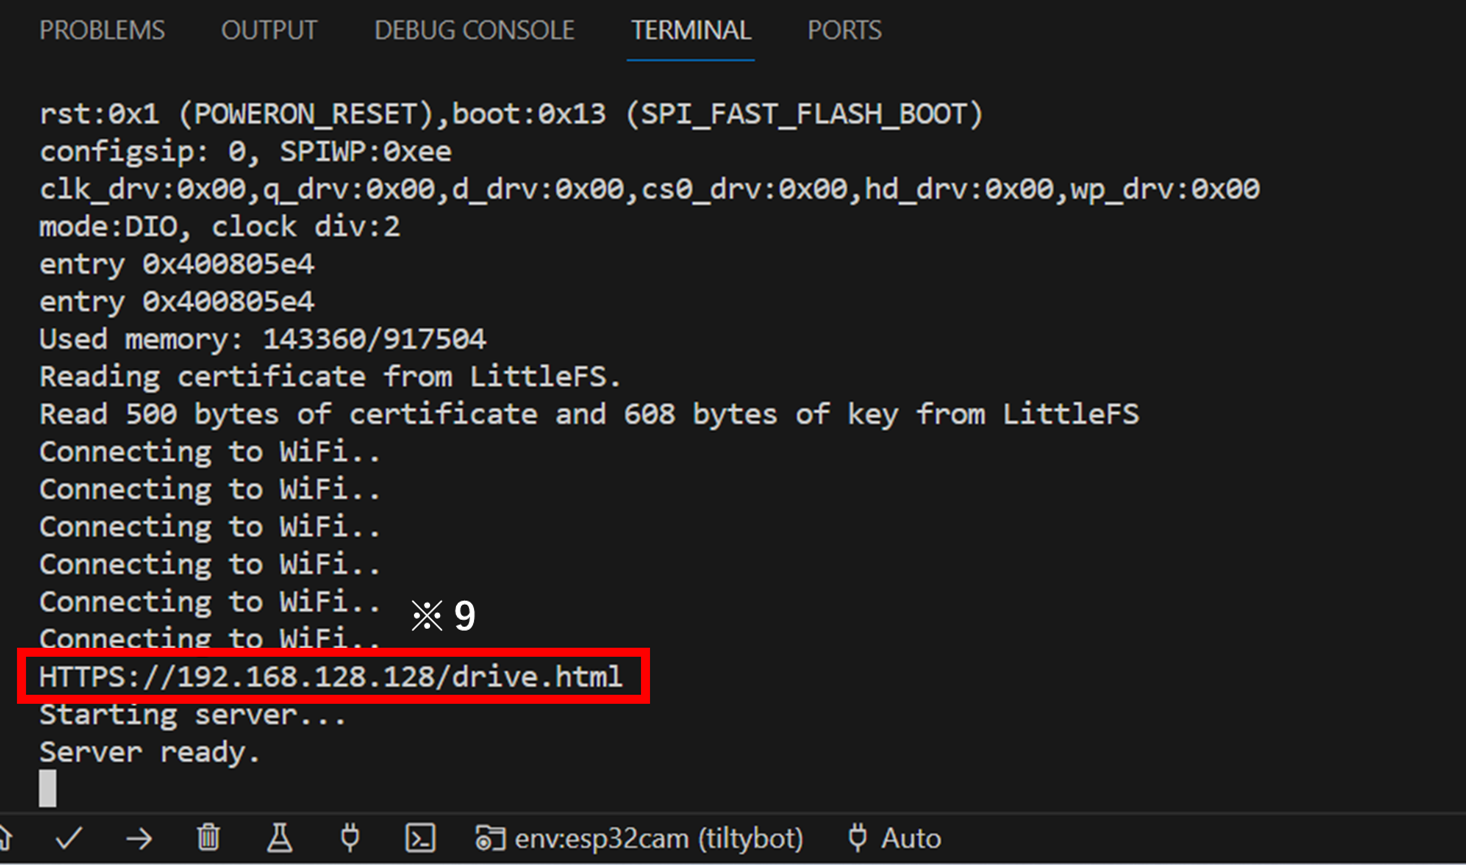 PROBLEMS OUTPUT DEBUG CONSOLE TERMINAL PORTS
rst:0x1 (POWERON_RESET),boot:0x13 (SPI_FAST_FLASH_BOOT)
configsip: 0, SPIWP:0xee
clk_drv:0x00,q_drv:0x00,d_drv:0x00,cs0_drv:0x00,hd_drv:0x00,wp_drv:0x00
mode:DIO, clock div:2
entry 0x400805e4
entry 0x400805e4
Used memory: 143360/917504
Reading certificate from LittleFS.
Read 500 bytes of certificate and 608 bytes of key from LittleFS
Connecting to WiFi..
Connecting to WiFi..
Connecting to WiFi..
Connecting to WiFi..
Connecting to WiFi..
※9
Connecting to WiFi..
HTTPS://192.168.128.128/drive.html
Starting server...
Server ready.
env:esp32cam (tiltybot) Auto